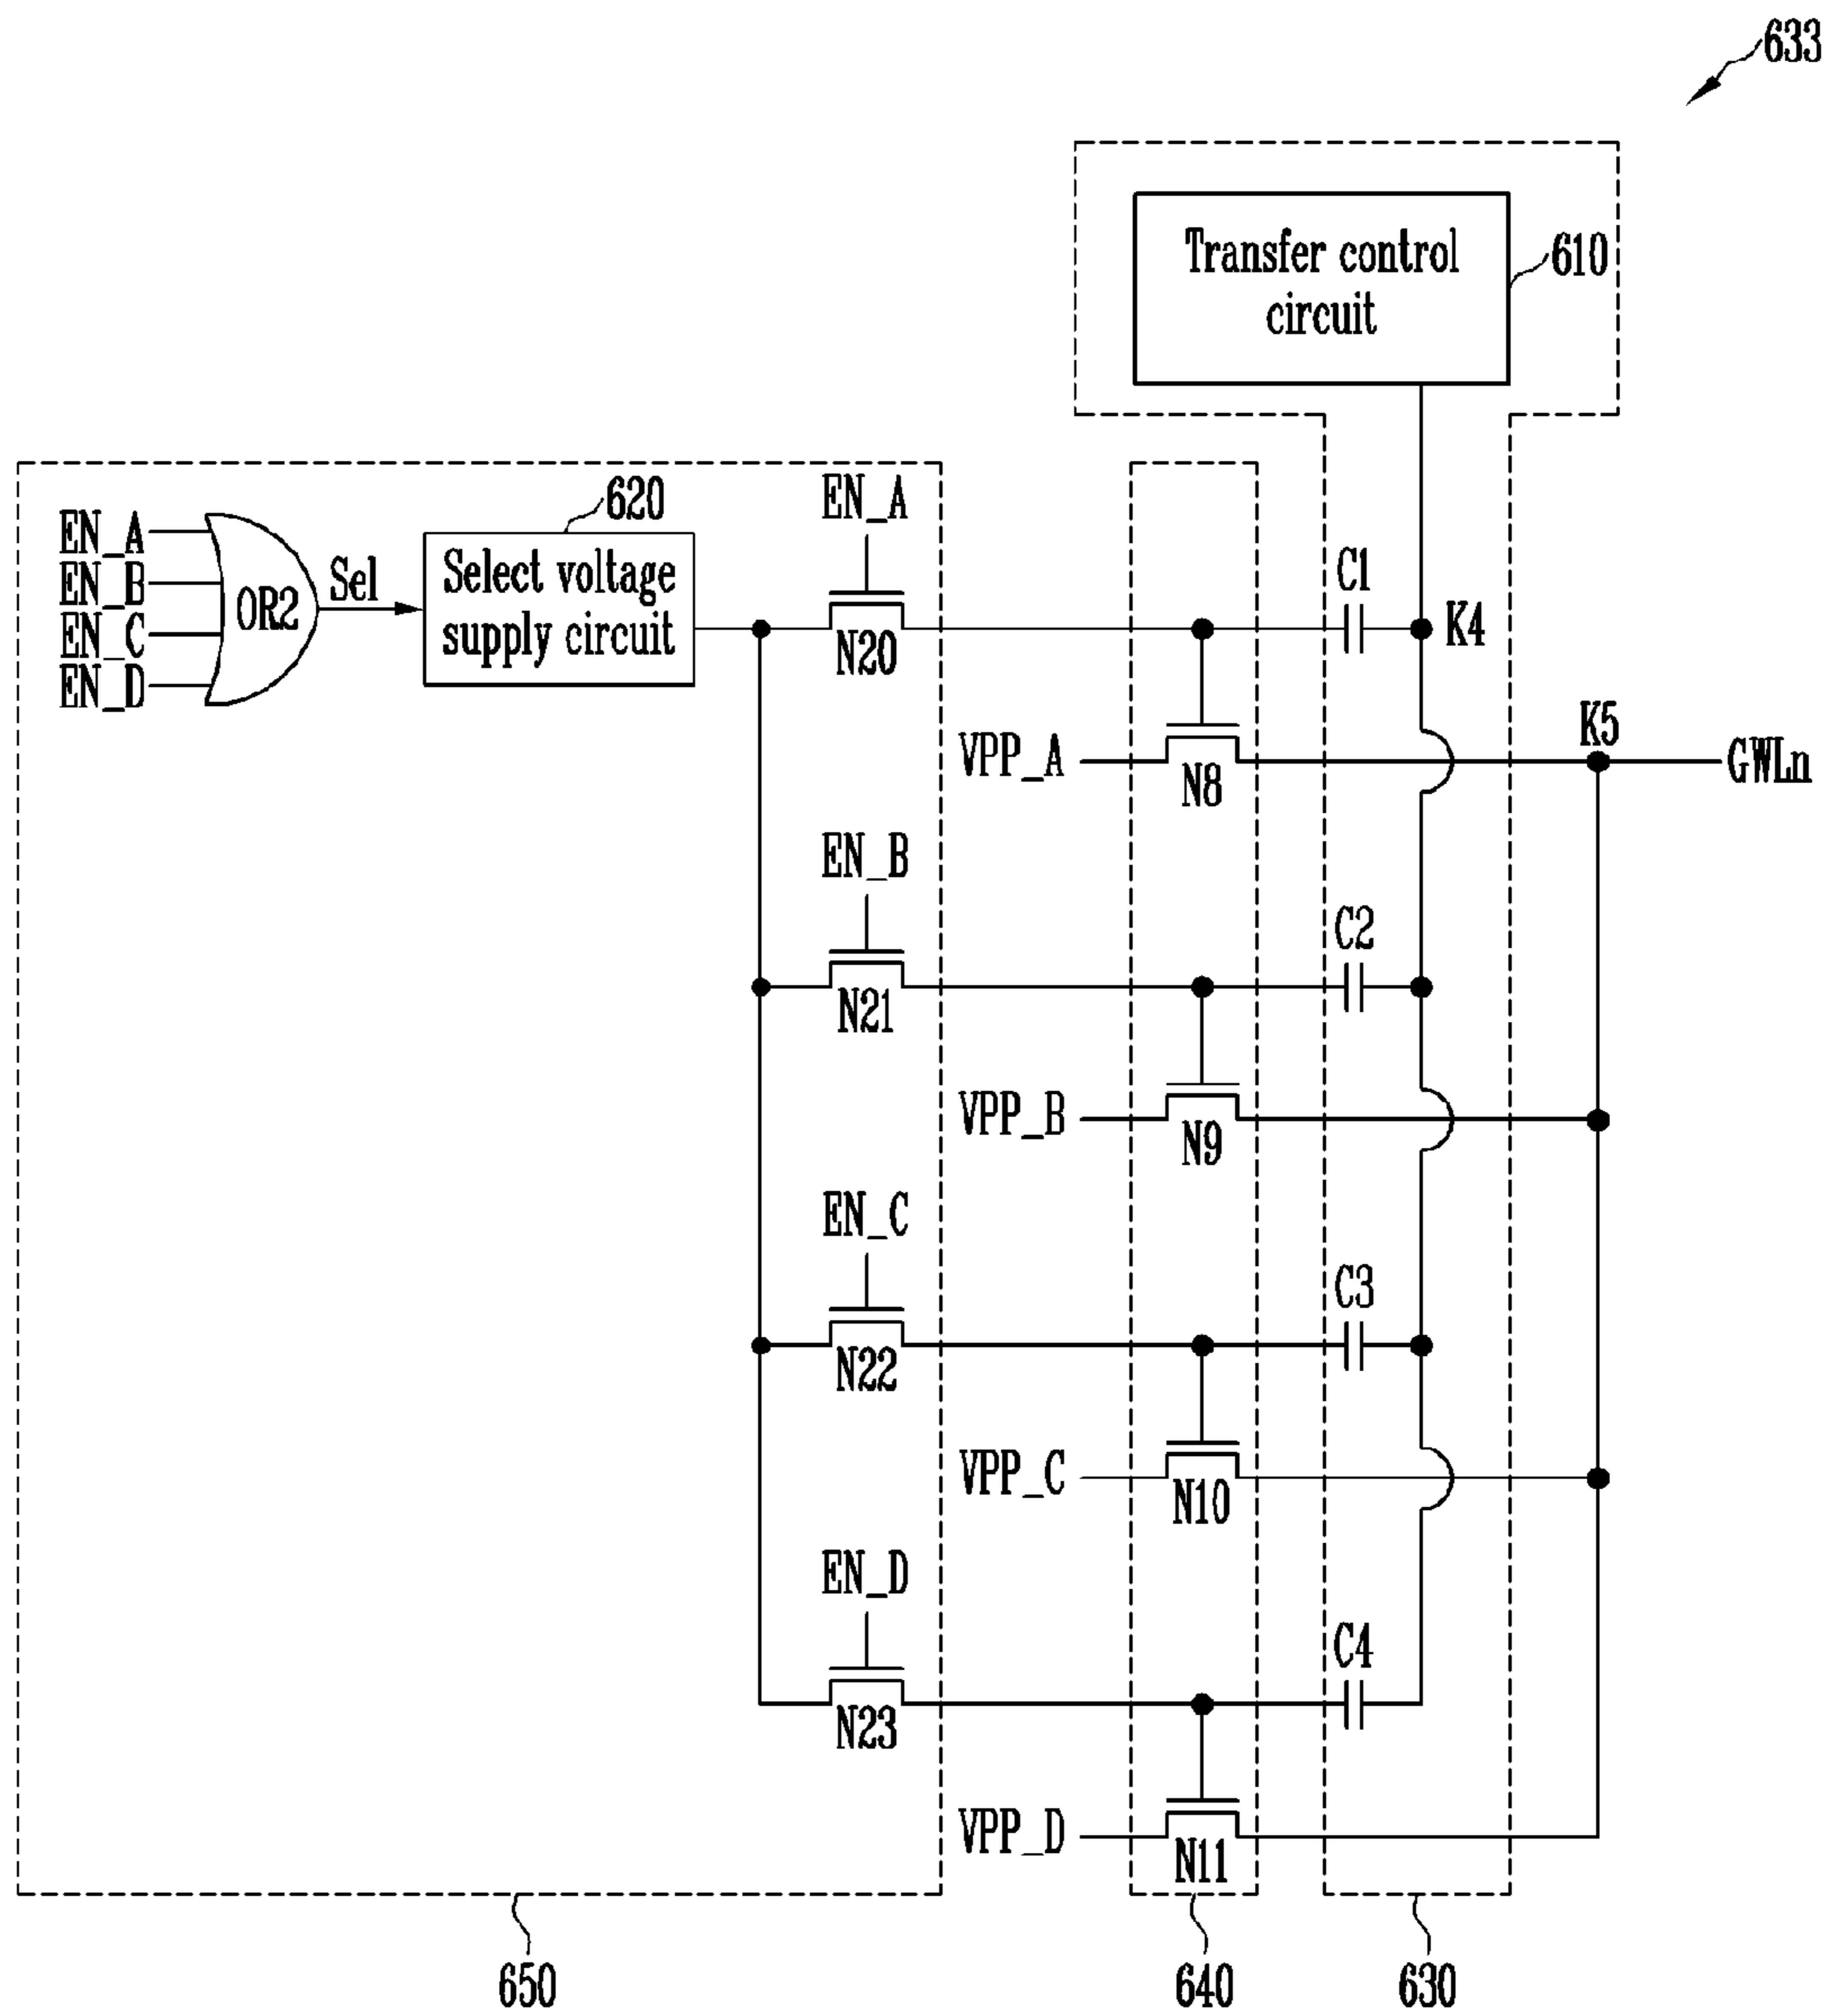 633
Transfer control
circuit
610
620
EN_A
EN_A
EN_B
EN_C
EN_D
OR2
Sel
Select voltage
supply circuit
N20
C1
K4
VPP_A
N8
K5
GWLn
EN_B
N21
C2
VPP_B
N9
EN_C
N22
C3
VPP_C
N10
EN_D
N23
C4
VPP_D
N11
650
640
630